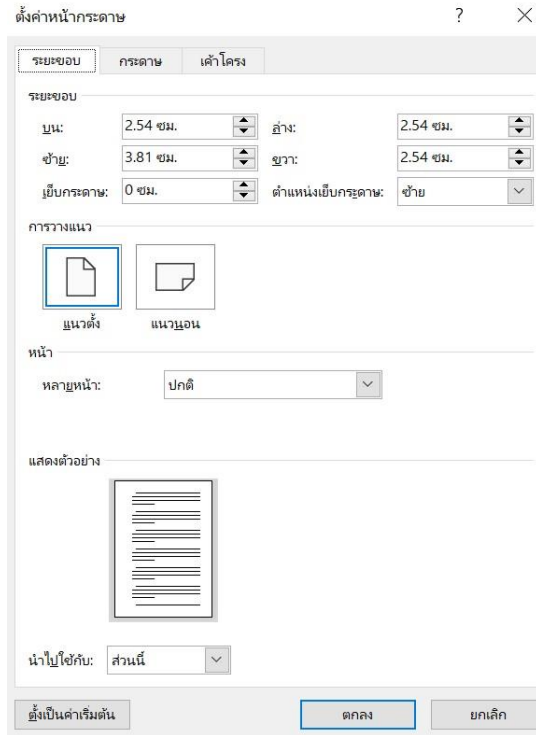 ตั้งค่าหน้ากระดาษ ? ×
ระยะขอบ กระดาษ เค้าโครง
ระยะขอบ
บน: 2.54 ซม. ล่าง: 2.54 ซม.
ซ้าย: 3.81 ซม. ขวา: 2.54 ซม.
เย็บกระดาษ: 0 ซม. ตำแหน่งเย็บกระดาษ: ซ้าย
การวางแนว
แนวตั้ง แนวนอน
หน้า
หลายหน้า: ปกติ
แสดงตัวอย่าง
นำไปใช้กับ: ส่วนนี้
ตั้งเป็นค่าเริ่มต้น ตกลง ยกเลิก